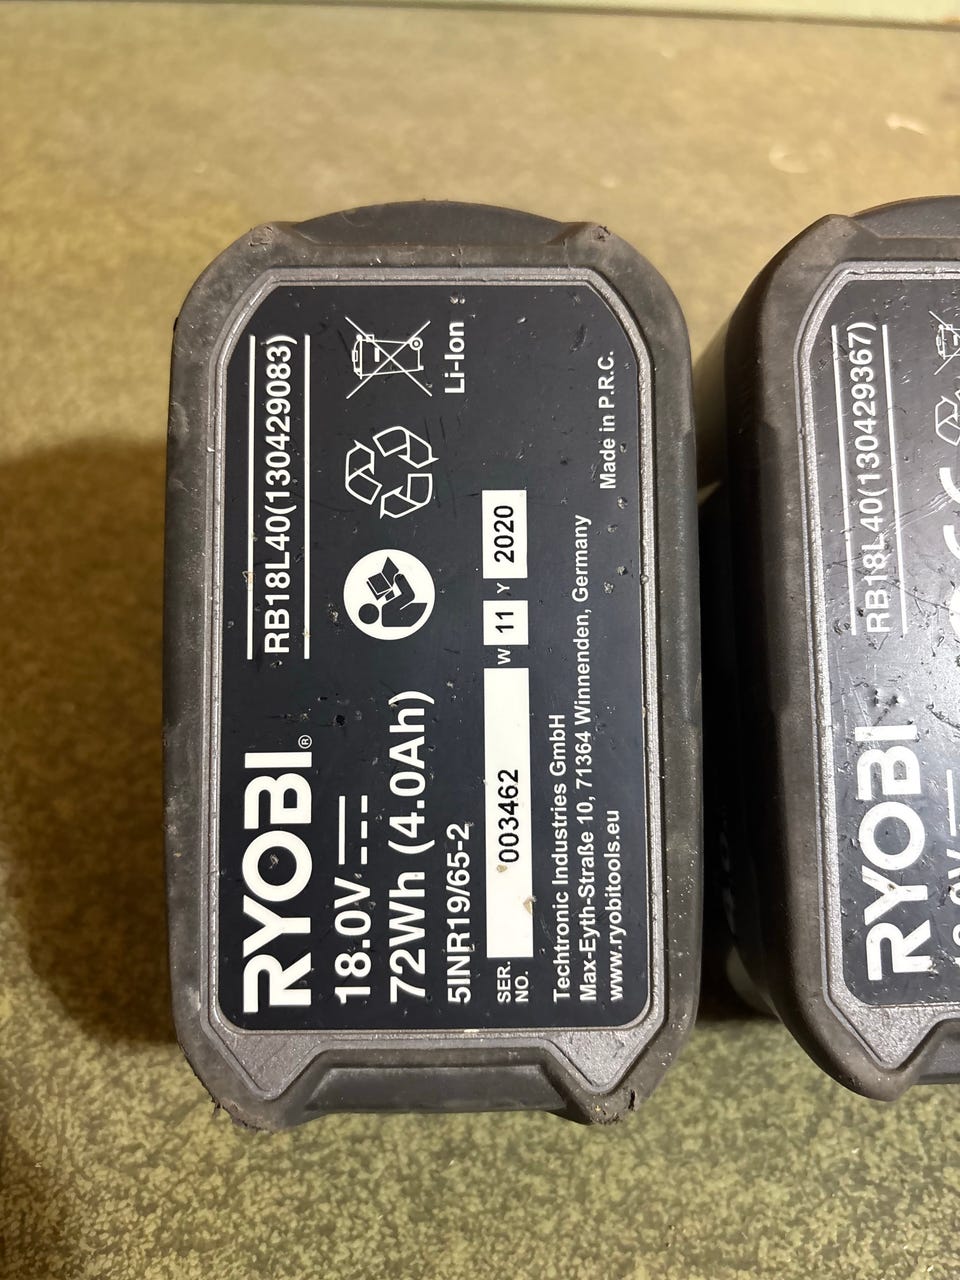 RYOBI®
RB18L40(130429083)
18.0V
72Wh (4.0Ah)
5INR19/65-2
Li-Ion
SER. NO. 003462 W 11 Y 2020
Techtronic Industries GmbH
Max-Eyth-Straße 10, 71364 Winnenden, Germany
www.ryobitools.eu
Made in P.R.C.
RYOBI
RB18L40(130429367)